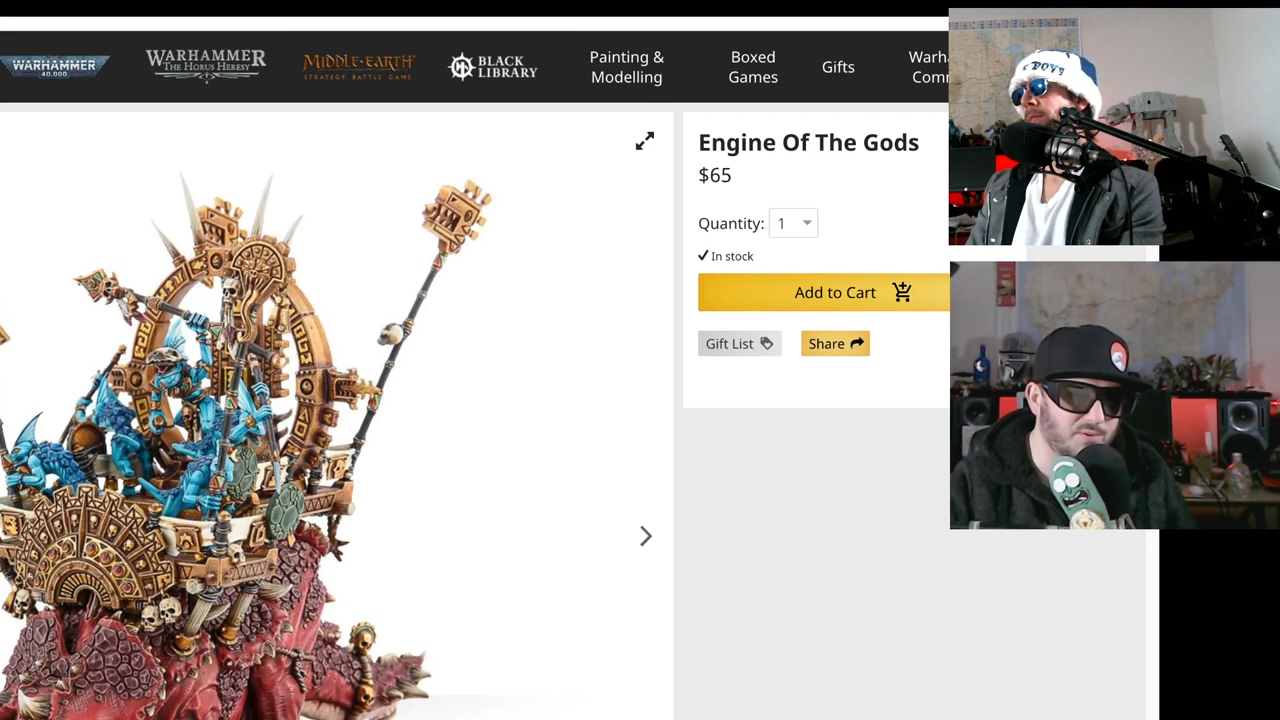 WARHAMMER
40,000
WARHAMMER
THE HORUS HERESY
MIDDLE-EARTH
STRATEGY BATTLE GAME
BLACK
LIBRARY
Painting &
Modelling
Boxed
Games
Gifts
Engine Of The Gods
$65
Quantity: 1
In stock
Add to Cart
Gift List
Share